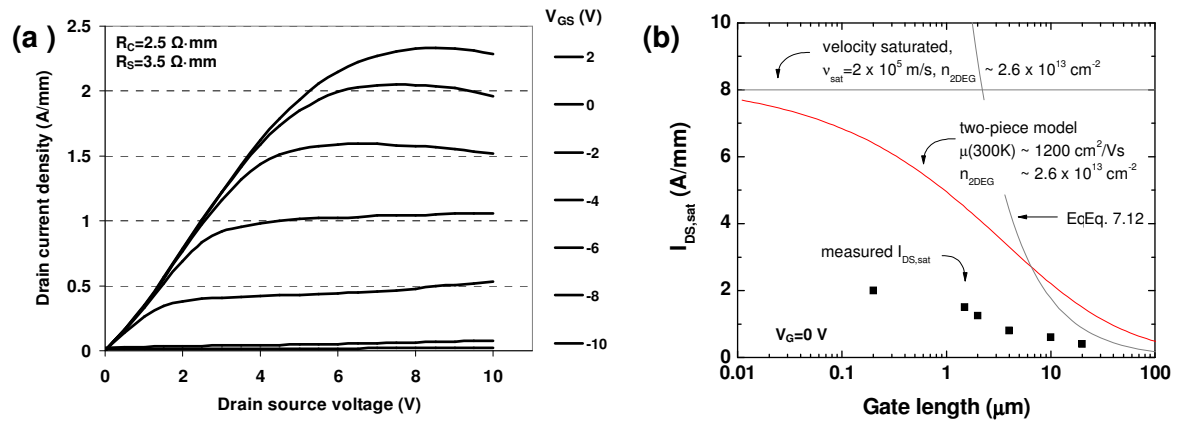 (a )
R_C=2.5 Ω·mm
R_S=3.5 Ω·mm
V_GS (V)
2
0
-2
-4
-6
-8
-10
Drain current density (A/mm)
2.5
2
1.5
1
0.5
0
0 2 4 6 8 10
Drain source voltage (V)
(b)
velocity saturated,
ν_sat=2 x 10^5 m/s, n_2DEG ~ 2.6 x 10^13 cm^-2
two-piece model
μ(300K) ~ 1200 cm^2/Vs
n_2DEG ~ 2.6 x 10^13 cm^-2
EqEq. 7.12
measured I_DS,sat
V_G=0 V
I_DS,sat (A/mm)
10
8
6
4
2
0
0.01 0.1 1 10 100
Gate length (μm)